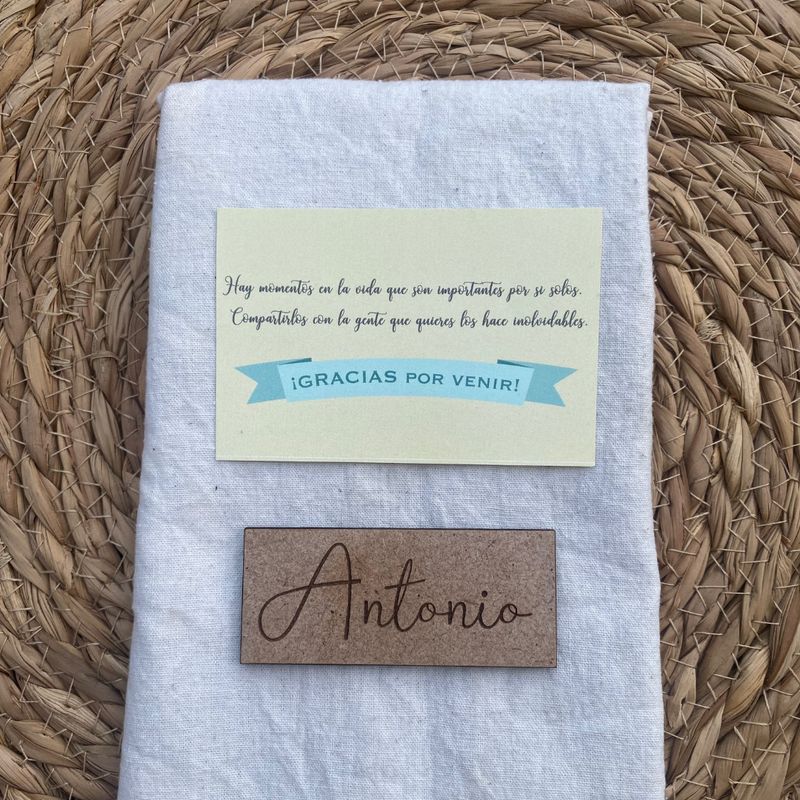 Hay momentos en la vida que son importantes por si solos.
Compartirlos con la gente que quieres los hace inolvidables.
¡GRACIAS POR VENIR!
Antonio